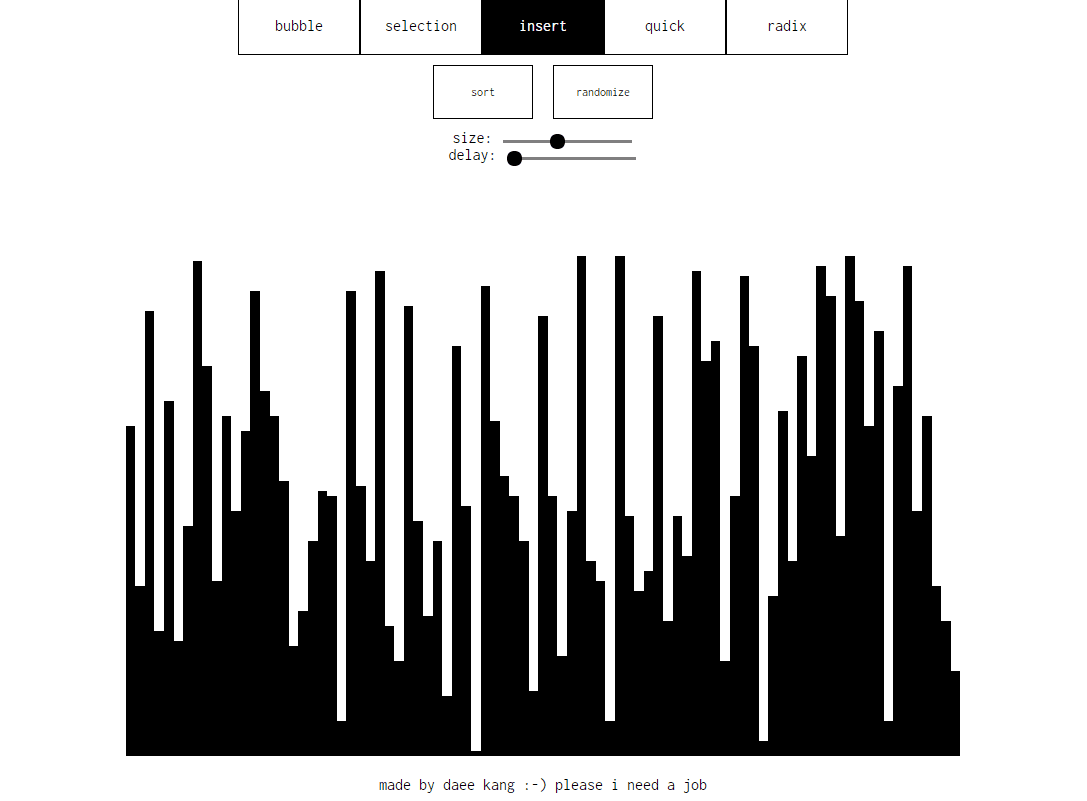 bubble selection insert quick radix
sort randomize
size:
delay:
made by daee kang :-) please i need a job